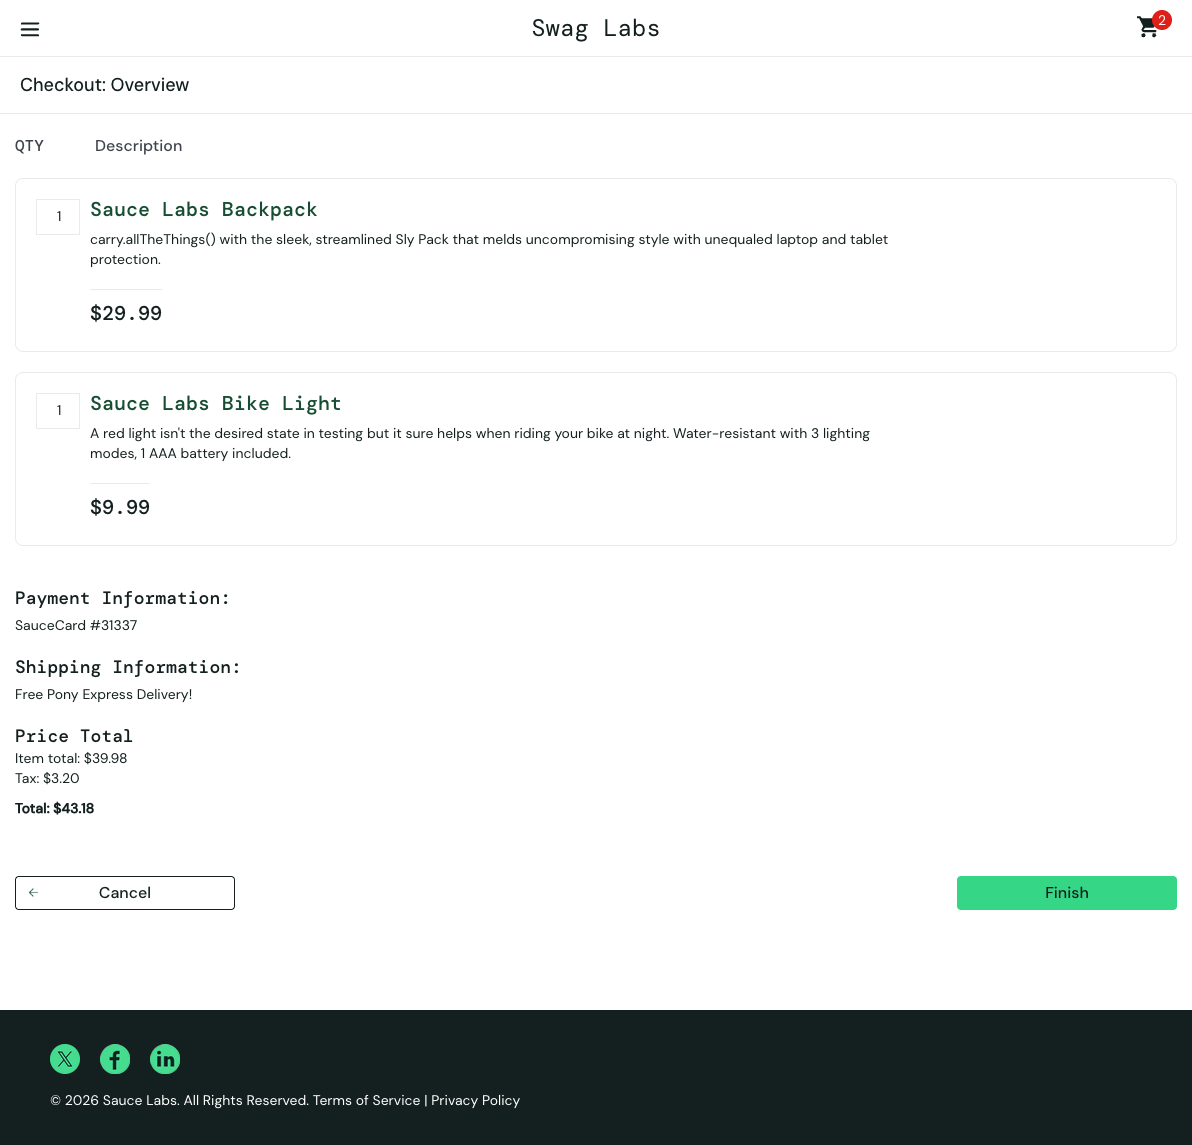 Swag Labs
2
Checkout: Overview
QTY Description
1
Sauce Labs Backpack
carry.allTheThings() with the sleek, streamlined Sly Pack that melds uncompromising style with unequaled laptop and tablet
protection.
$29.99
1
Sauce Labs Bike Light
A red light isn't the desired state in testing but it sure helps when riding your bike at night. Water-resistant with 3 lighting
modes, 1 AAA battery included.
$9.99
Payment Information:
SauceCard #31337
Shipping Information:
Free Pony Express Delivery!
Price Total
Item total: $39.98
Tax: $3.20
Total: $43.18
Cancel
Finish
© 2026 Sauce Labs. All Rights Reserved. Terms of Service | Privacy Policy